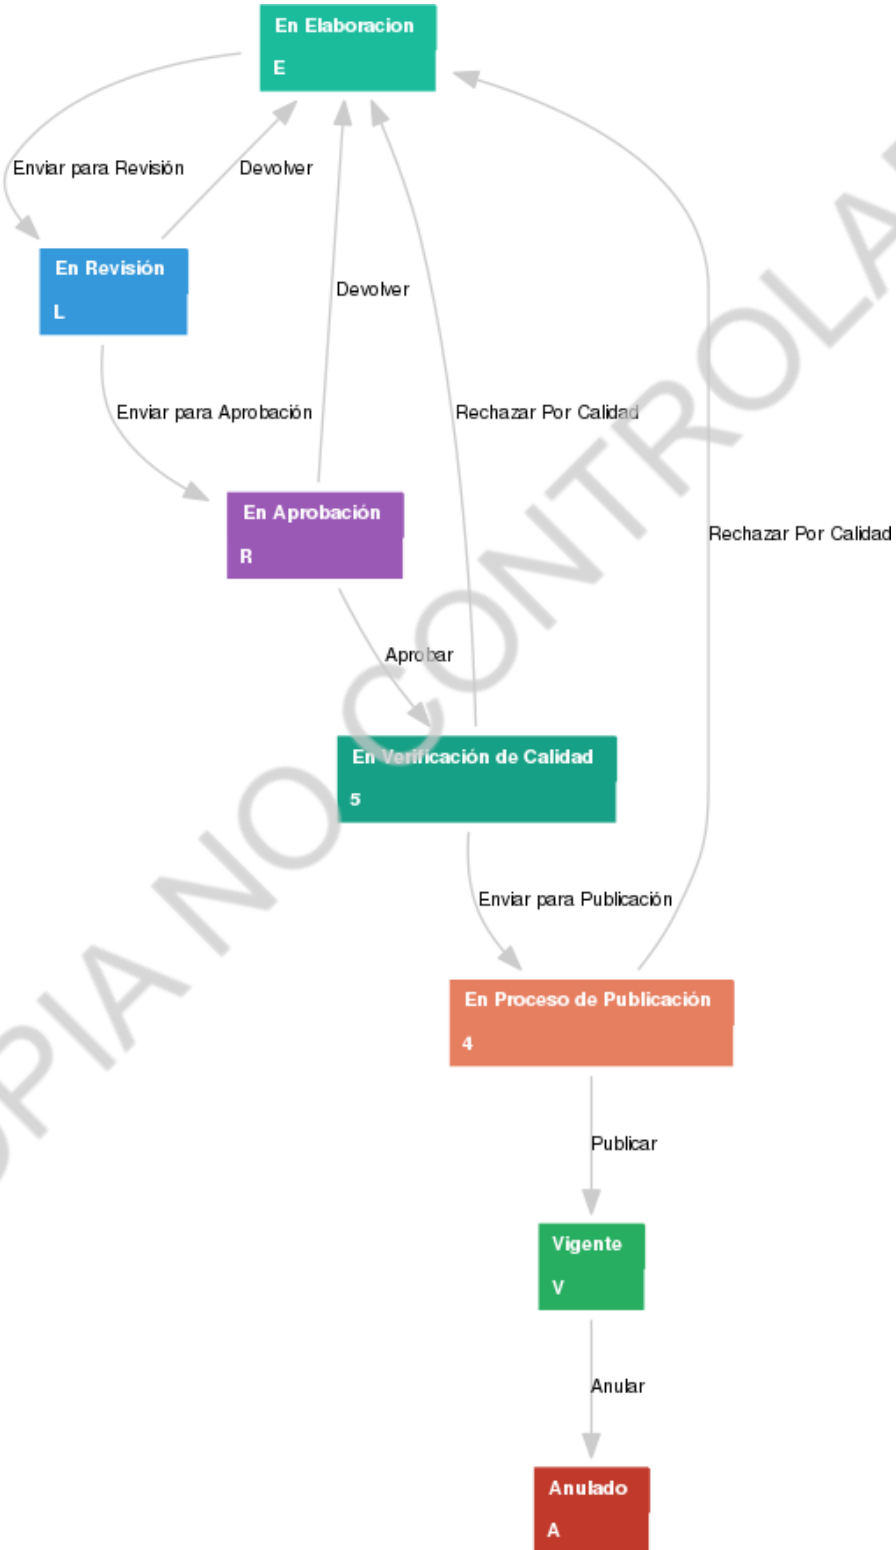 En Elaboracion
E
Enviar para Revisión
Devolver
En Revisión
L
Devolver
Enviar para Aprobación
Rechazar Por Calidad
En Aprobación
R
Rechazar Por Calidad
Aprobar
En Verificación de Calidad
5
Enviar para Publicación
En Proceso de Publicación
4
Publicar
Vigente
V
Anular
Anulado
A
OPIA NO CONTROLA